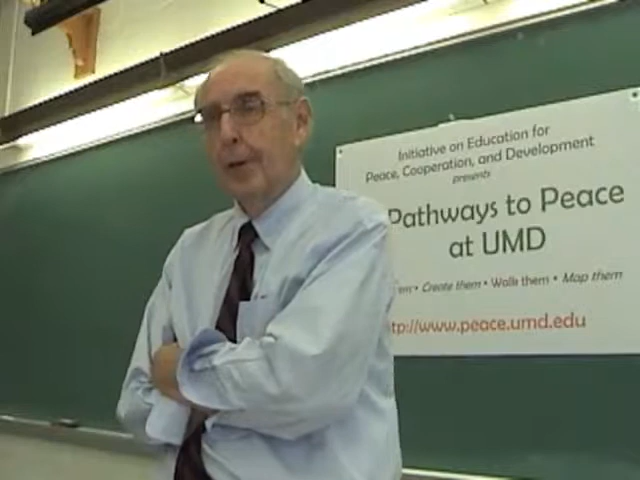 Initiative on Education for
Peace, Cooperation, and Development
presents
Pathways to Peace
at UMD
• Create them • Walk them • Map them
tp://www.peace.umd.edu